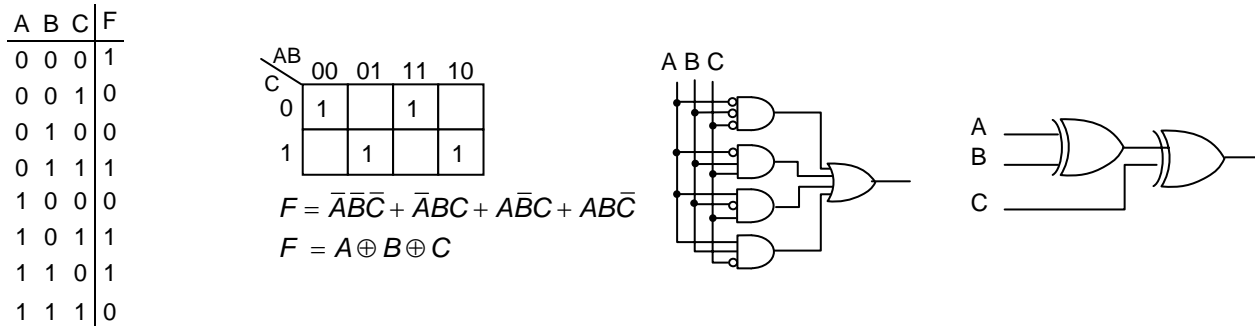 A B C F
0 0 0 1
0 0 1 0
0 1 0 0
0 1 1 1
1 0 0 0
1 0 1 1
1 1 0 1
1 1 1 0
AB
C
00 01 11 10
0 1 1
1 1 1
F = A̅B̅C̅ + A̅BC + AB̅C + ABC̅
F = A ⊕ B ⊕ C
A B C
A
B
C